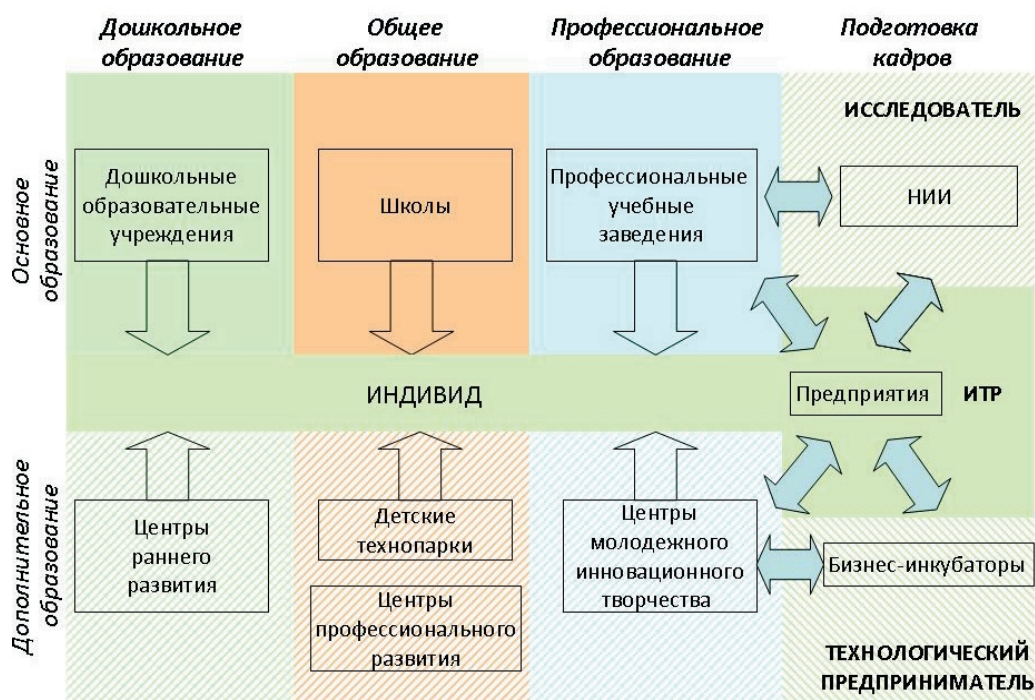 Дошкольное
образование
Общее
образование
Профессиональное
образование
Подготовка
кадров
Основное
образование
ИССЛЕДОВАТЕЛЬ
Дошкольные
образовательные
учреждения
Школы
Профессиональные
учебные
заведения
НИИ
ИНДИВИД
Предприятия
ИТР
Дополнительное
образование
Центры
раннего
развития
Детские
технопарки
Центры
профессионального
развития
Центры
молодежного
инновационного
творчества
Бизнес-инкубаторы
ТЕХНОЛОГИЧЕСКИЙ
ПРЕДПРИНИМАТЕЛЬ